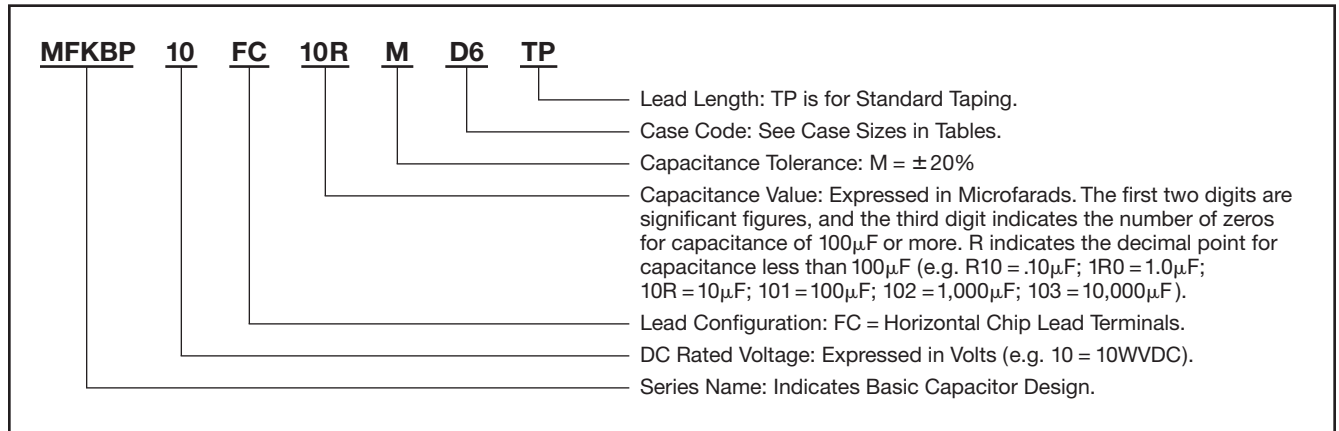 MFKBP 10 FC 10R M D6 TP
Lead Length: TP is for Standard Taping.
Case Code: See Case Sizes in Tables.
Capacitance Tolerance: M = ±20%
Capacitance Value: Expressed in Microfarads. The first two digits are
significant figures, and the third digit indicates the number of zeros
for capacitance of 100μF or more. R indicates the decimal point for
capacitance less than 100μF (e.g. R10 = .10μF; 1R0 = 1.0μF;
10R = 10μF; 101 = 100μF; 102 = 1,000μF; 103 = 10,000μF).
Lead Configuration: FC = Horizontal Chip Lead Terminals.
DC Rated Voltage: Expressed in Volts (e.g. 10 = 10WVDC).
Series Name: Indicates Basic Capacitor Design.